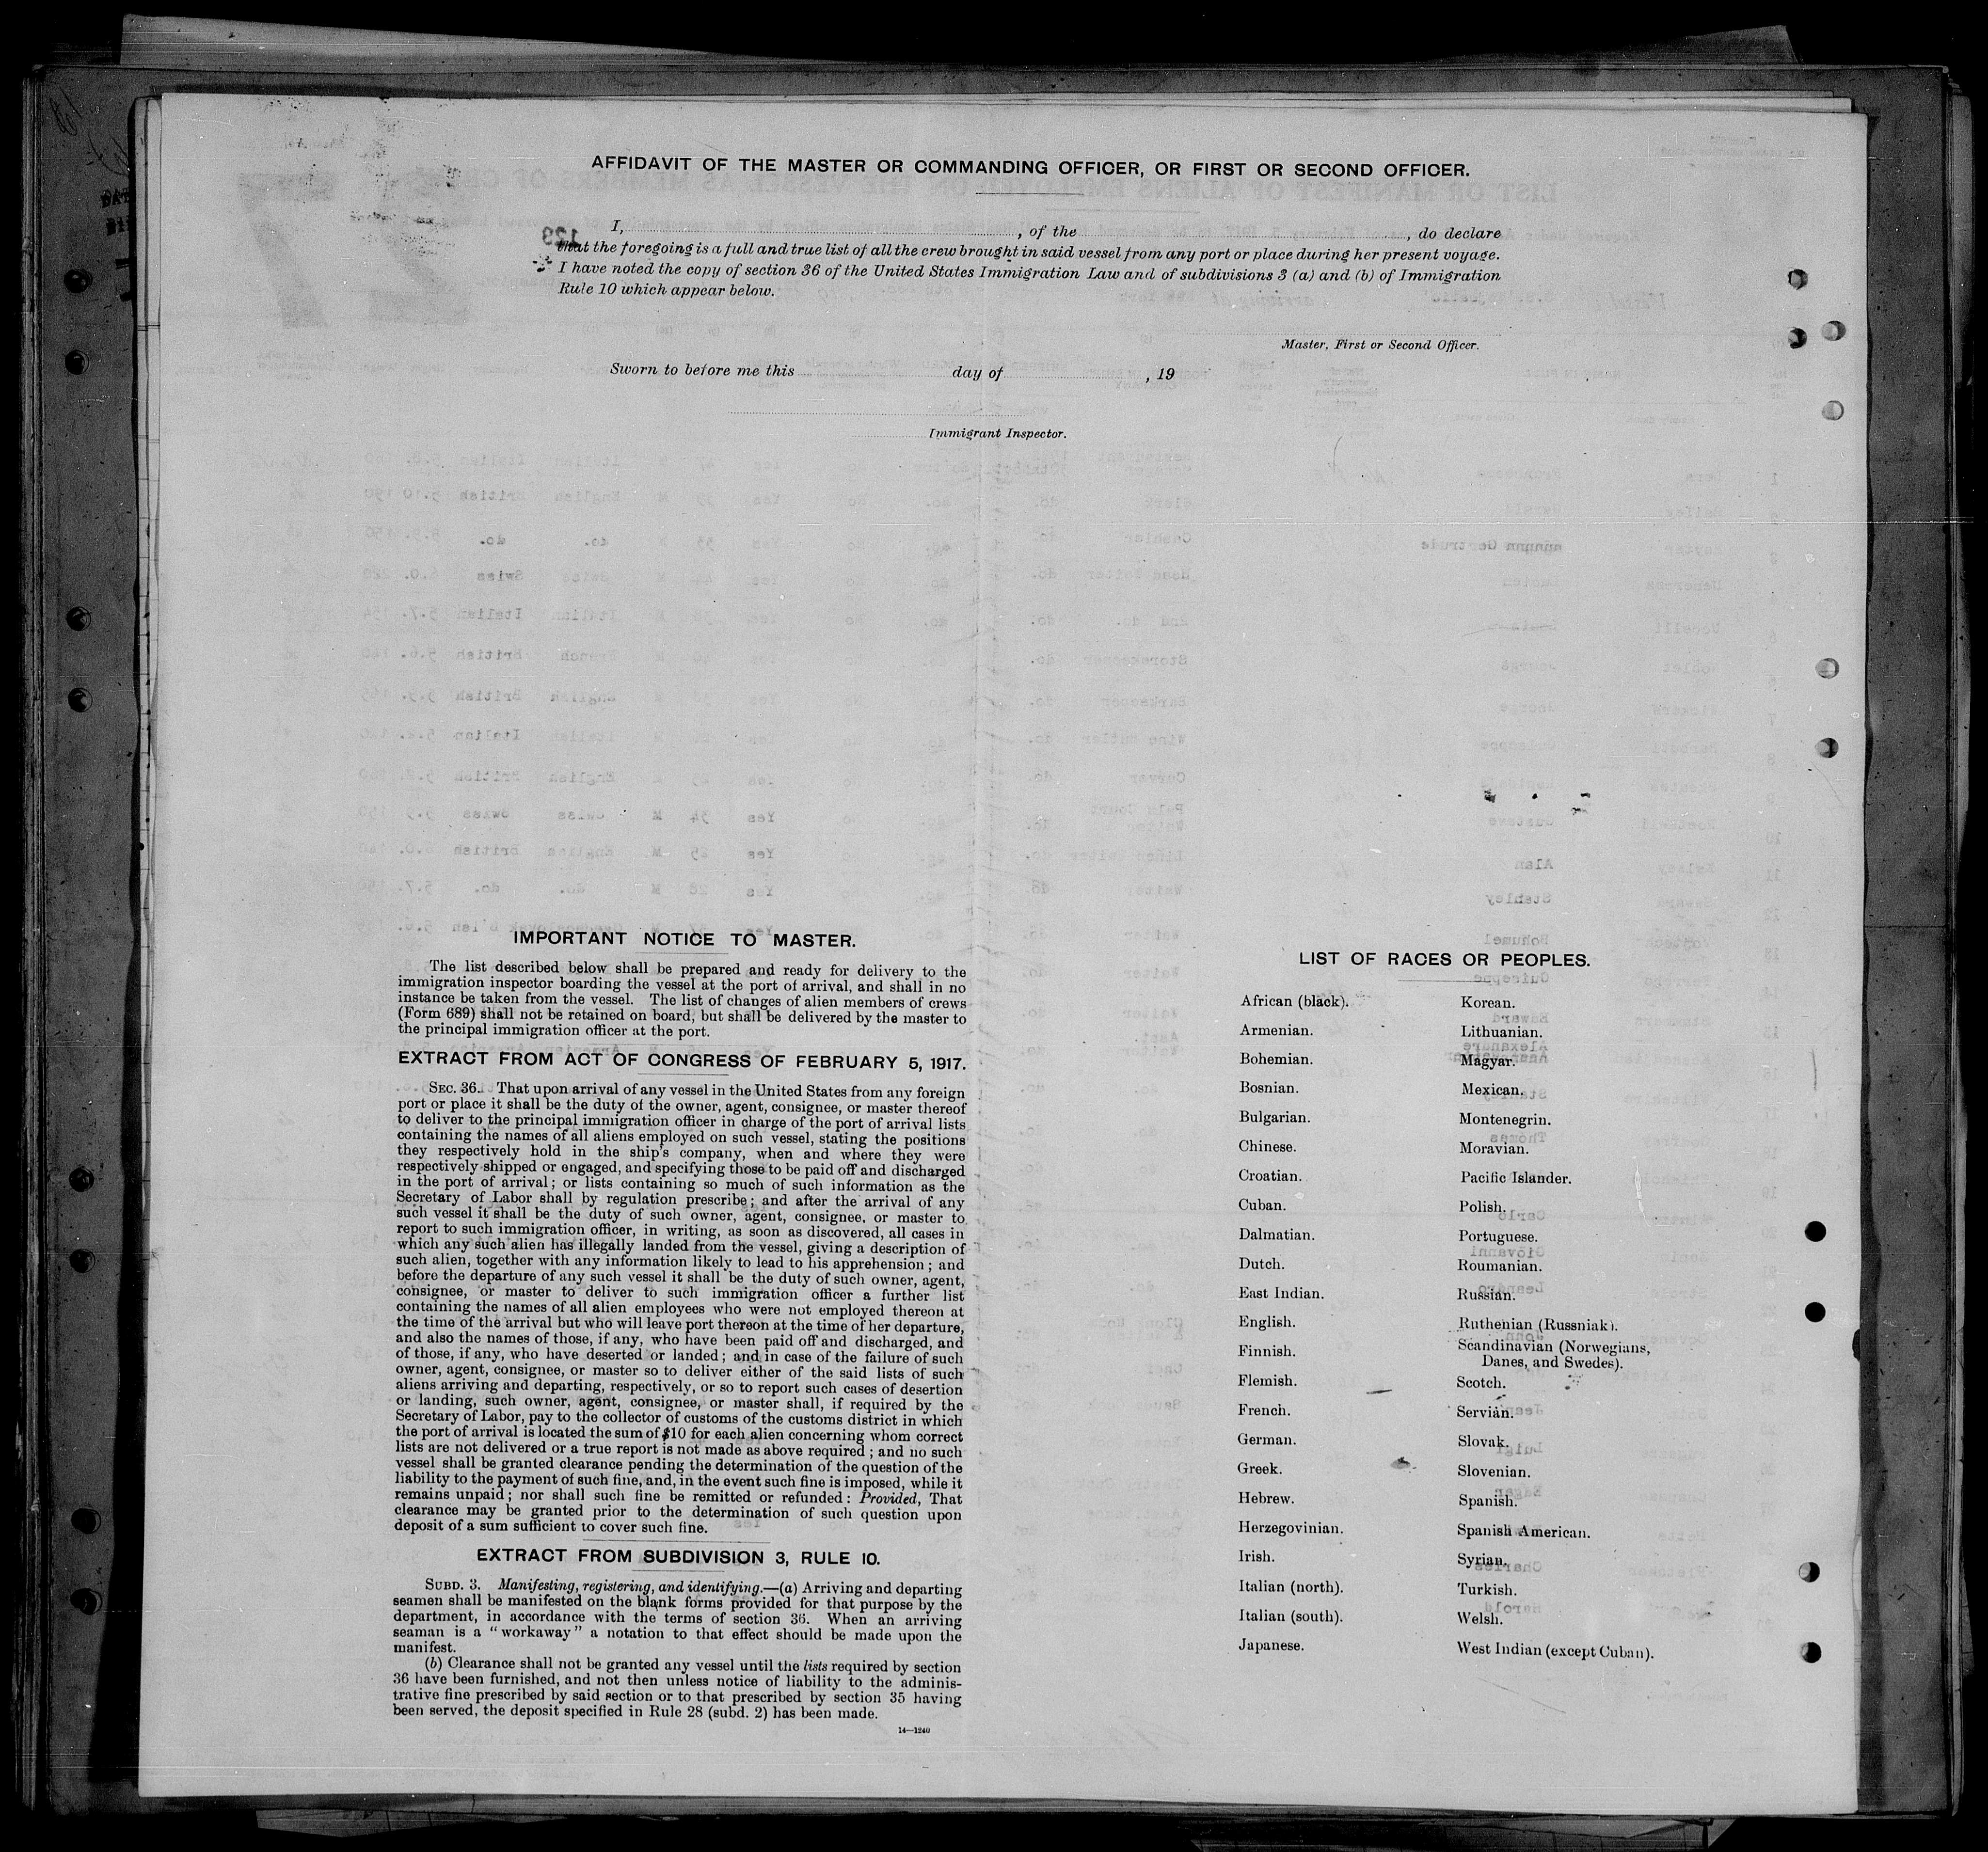 AFFIDAVIT OF THE MASTER OR COMMANDING OFFICER, OR FIRST OR SECOND OFFICER.
I, , of the , do declare
that the foregoing is a full and true list of all the crew brought in said vessel from any port or place during her present voyage.
I have noted the copy of section 36 of the United States Immigration Law and of subdivisions 3 (a) and (b) of Immigration
Rule 10 which appear below.
Master, First or Second Officer.
Sworn to before me this day of , 19
Immigrant Inspector.
IMPORTANT NOTICE TO MASTER.
The list described below shall be prepared and ready for delivery to the
immigration inspector boarding the vessel at the port of arrival, and shall in no
instance be taken from the vessel. The list of changes of alien members of crews
(Form 689) shall not be retained on board, but shall be delivered by the master to
the principal immigration officer at the port.
EXTRACT FROM ACT OF CONGRESS OF FEBRUARY 5, 1917.
SEC. 36. That upon arrival of any vessel in the United States from any foreign
port or place it shall be the duty of the owner, agent, consignee, or master thereof
to deliver to the principal immigration officer in charge of the port of arrival lists
containing the names of all aliens employed on such vessel, stating the positions
they respectively hold in the ship's company, when and where they were
respectively shipped or engaged, and specifying those to be paid off and discharged
in the port of arrival; or lists containing so much of such information as the
Secretary of Labor shall by regulation prescribe; and after the arrival of any
such vessel it shall be the duty of such owner, agent, consignee, or master to
report to such immigration officer, in writing, as soon as discovered, all cases in
which any such alien has illegally landed from the vessel, giving a description of
such alien, together with any information likely to lead to his apprehension; and
before the departure of any such vessel it shall be the duty of such owner, agent,
consignee, or master to deliver to such immigration officer a further list
containing the names of all alien employees who were not employed thereon at
the time of the arrival but who will leave port thereon at the time of her departure,
and also the names of those, if any, who have been paid off and discharged, and
of those, if any, who have deserted or landed; and in case of the failure of such
owner, agent, consignee, or master so to deliver either of the said lists of such
aliens arriving and departing, respectively, or so to report such cases of desertion
or landing, such owner, agent, consignee, or master shall, if required by the
Secretary of Labor, pay to the collector of customs of the customs district in which
the port of arrival is located the sum of $10 for each alien concerning whom correct
lists are not delivered or a true report is not made as above required; and no such
vessel shall be granted clearance pending the determination of the question of the
liability to the payment of such fine, and, in the event such fine is imposed, while it
remains unpaid; nor shall such fine be remitted or refunded: Provided, That
clearance may be granted prior to the determination of such question upon
deposit of a sum sufficient to cover such fine.
EXTRACT FROM SUBDIVISION 3, RULE 10.
SUBD. 3. Manifesting, registering, and identifying.—(a) Arriving and departing
seamen shall be manifested on the blank forms provided for that purpose by the
department, in accordance with the terms of section 36. When an arriving
seaman is a "workaway" a notation to that effect should be made upon the
manifest.
(b) Clearance shall not be granted any vessel until the lists required by section
36 have been furnished, and not then unless notice of liability to the adminis-
trative fine prescribed by said section or to that prescribed by section 35 having
been served, the deposit specified in Rule 28 (subd. 2) has been made.
14—1240
LIST OF RACES OR PEOPLES.
African (black).
Armenian.
Bohemian.
Bosnian.
Bulgarian.
Chinese.
Croatian.
Cuban.
Dalmatian.
Dutch.
East Indian.
English.
Finnish.
Flemish.
French.
German.
Greek.
Hebrew.
Herzegovinian.
Irish.
Italian (north).
Italian (south).
Japanese.
Korean.
Lithuanian.
Magyar.
Mexican.
Montenegrin.
Moravian.
Pacific Islander.
Polish.
Portuguese.
Roumanian.
Russian.
Ruthenian (Russniak).
Scandinavian (Norwegians,
Danes, and Swedes).
Scotch.
Servian.
Slovak.
Slovenian.
Spanish.
Spanish American.
Syrian.
Turkish.
Welsh.
West Indian (except Cuban).